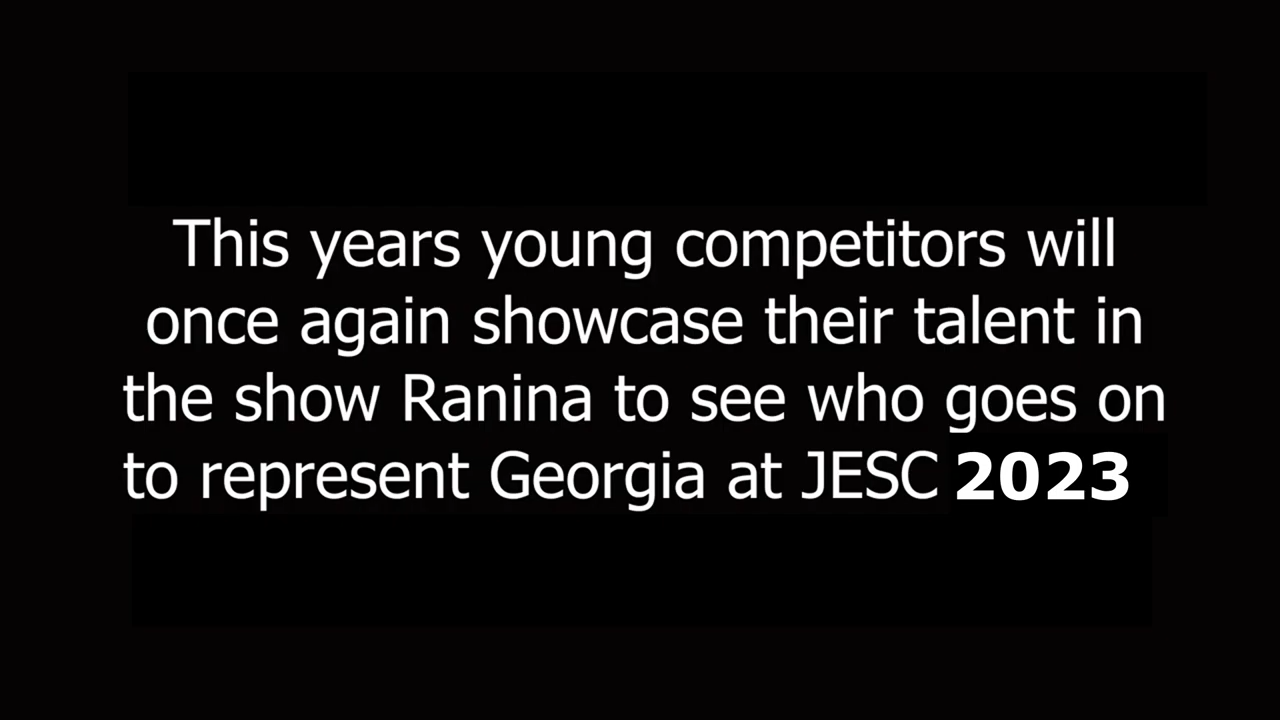 This years young competitors will
once again showcase their talent in
the show Ranina to see who goes on
to represent Georgia at JESC 2023